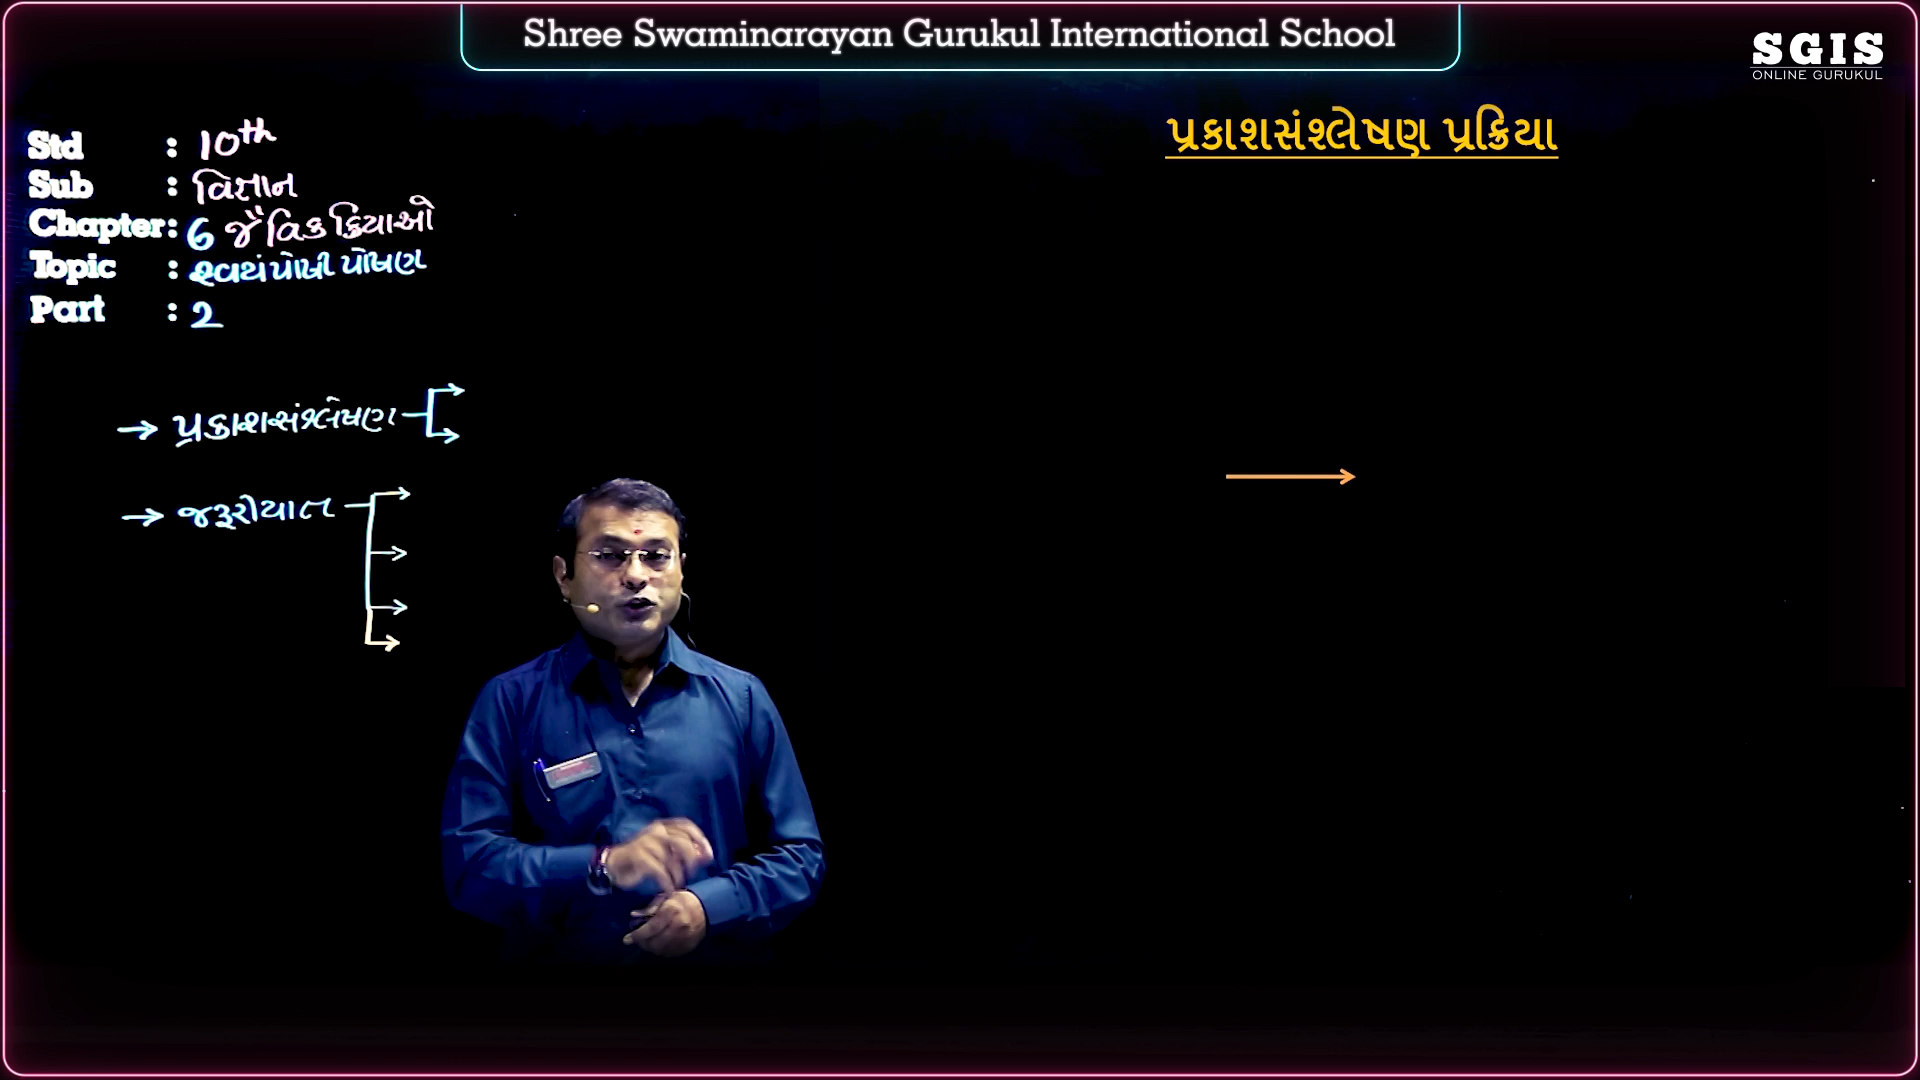 Shree Swaminarayan Gurukul International School
SGIS
ONLINE GURUKUL
પ્રકાશસંશ્લેષણ પ્રક્રિયા
Std : 10th
Sub : વિજ્ઞાન
Chapter : 6 જૈવિક ક્રિયાઓ
Topic : સ્વયંપોષી પોષણ
Part : 2
→ પ્રકાશસંશ્લેષણ
→ જરૂરીયાત